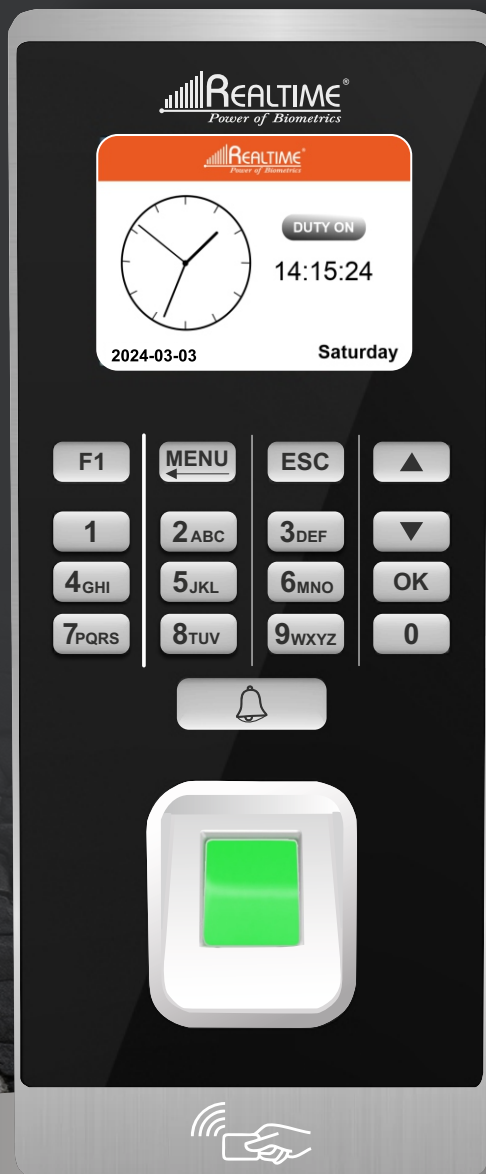 REALTIME®
Power of Biometrics
REALTIME®
Power of Biometrics
DUTY ON
14:15:24
2024-03-03 Saturday
F1 MENU ESC ▲
1 2ABC 3DEF ▼
4GHI 5JKL 6MNO OK
7PQRS 8TUV 9WXYZ 0